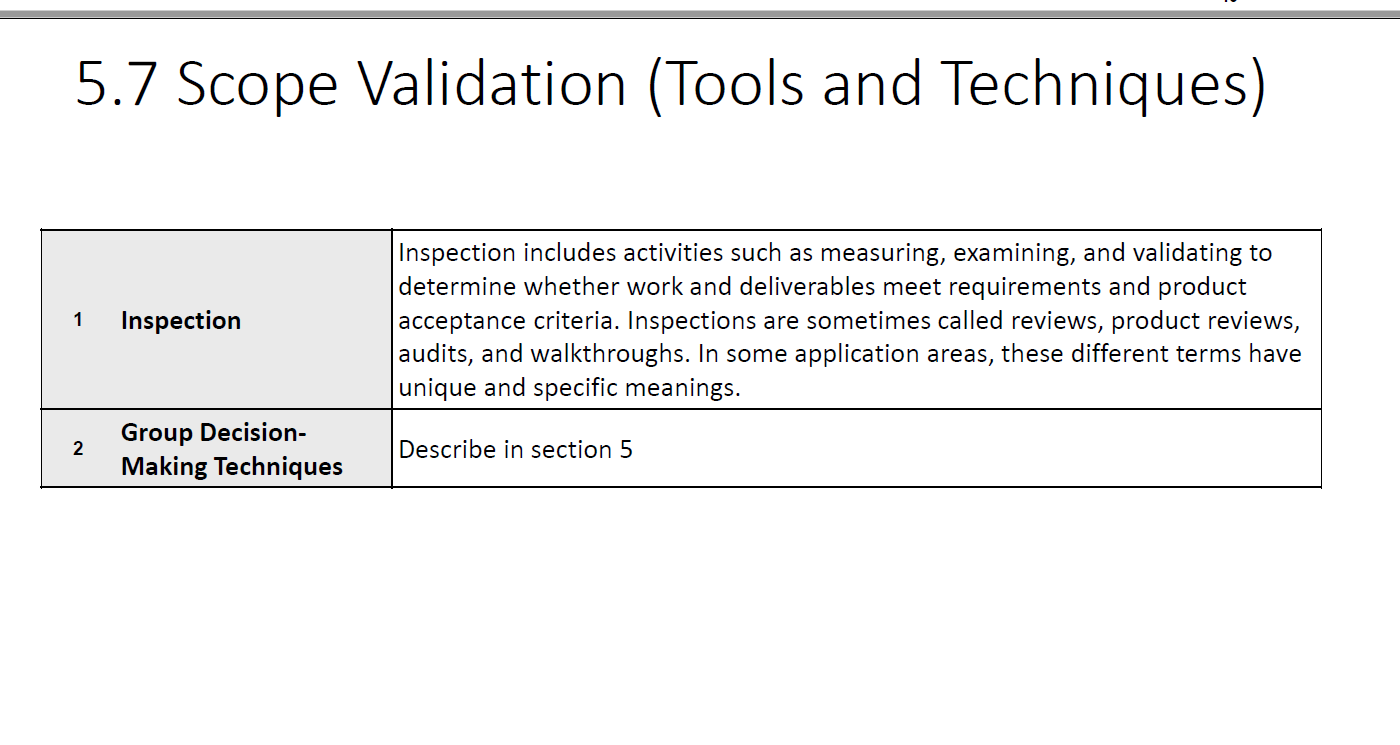 5.7 Scope Validation (Tools and Techniques)
1 Inspection
Inspection includes activities such as measuring, examining, and validating to
determine whether work and deliverables meet requirements and product
acceptance criteria. Inspections are sometimes called reviews, product reviews,
audits, and walkthroughs. In some application areas, these different terms have
unique and specific meanings.
2 Group Decision-
Making Techniques
Describe in section 5